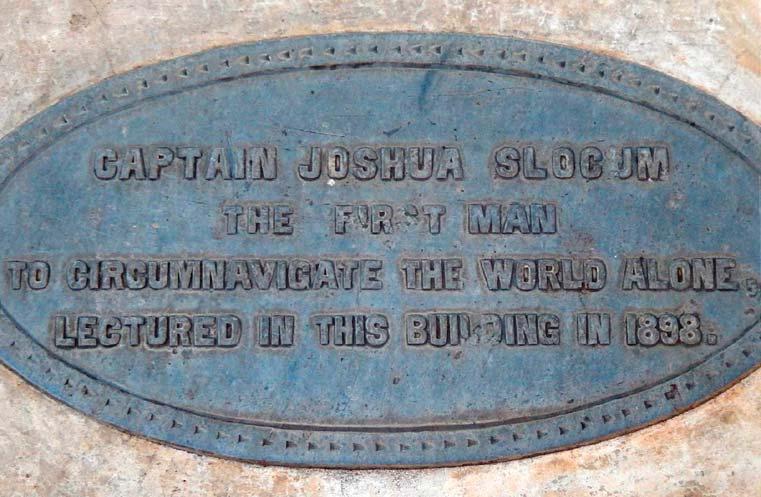 CAPTAIN JOSHUA SLOCUM
THE FIRST MAN
TO CIRCUMNAVIGATE THE WORLD ALONE,
LECTURED IN THIS BUILDING IN 1898.